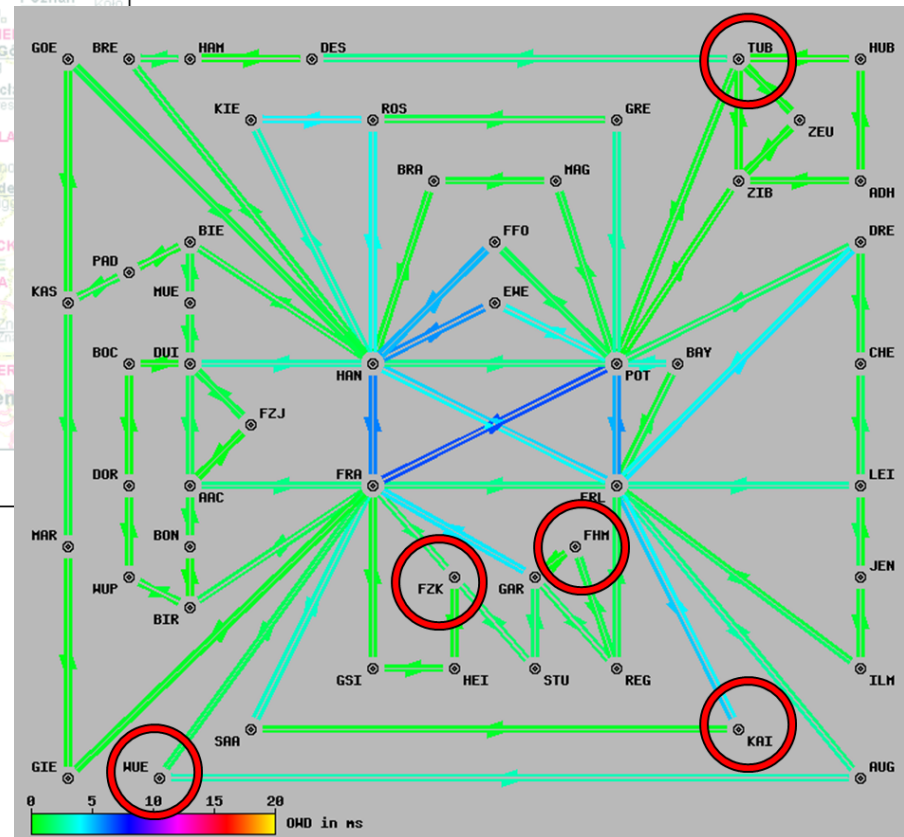 GOE BRE HAM DES TUB HUB
KIE ROS GRE ZEU
BRA MAG ZIB ADH
BIE FFO DRE
PAD
KAS MUE EWE
BOC DUI HAN POT BAY CHE
FZJ
DOR AAC FRA ERL LEI
MAR BON FHM
WUP FZK GAR JEN
BIR
GSI HEI STU REG ILM
SAA KAI
GIE WUE AUG
0 5 10 15 20
OWD in ms